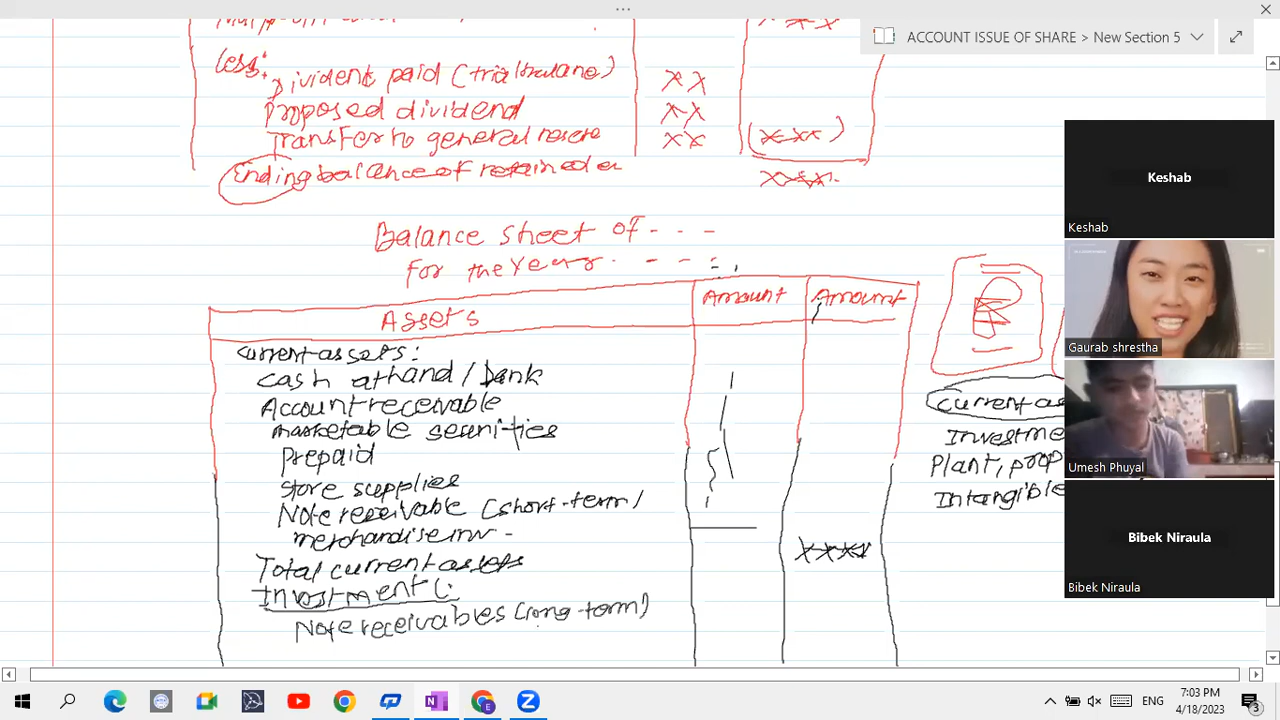 ACCOUNT ISSUE OF SHARE > New Section 5
Less:
Divident paid (trial balane)
Proposed dividend
Transfer to general reserve
Ending balance of retained e
XX
XX
XX
(XXX)
XXXX
Balance sheet of - - -
For the Year - - - -
Assets
Amount
Amount
Current assets:
Cash at hand / bank
Account receivable
marketable securities
Prepaid
Store supplies
Note receivable (short-term)
merchandise inv -
Total current assets
XXXX
Investment (:
Note receivables (long-term)
Current as
Investme
Plant, prop
Intangible
Keshab
Keshab
Gaurab shrestha
Umesh Phuyal
Bibek Niraula
Bibek Niraula
ENG
7:03 PM
4/18/2023
3